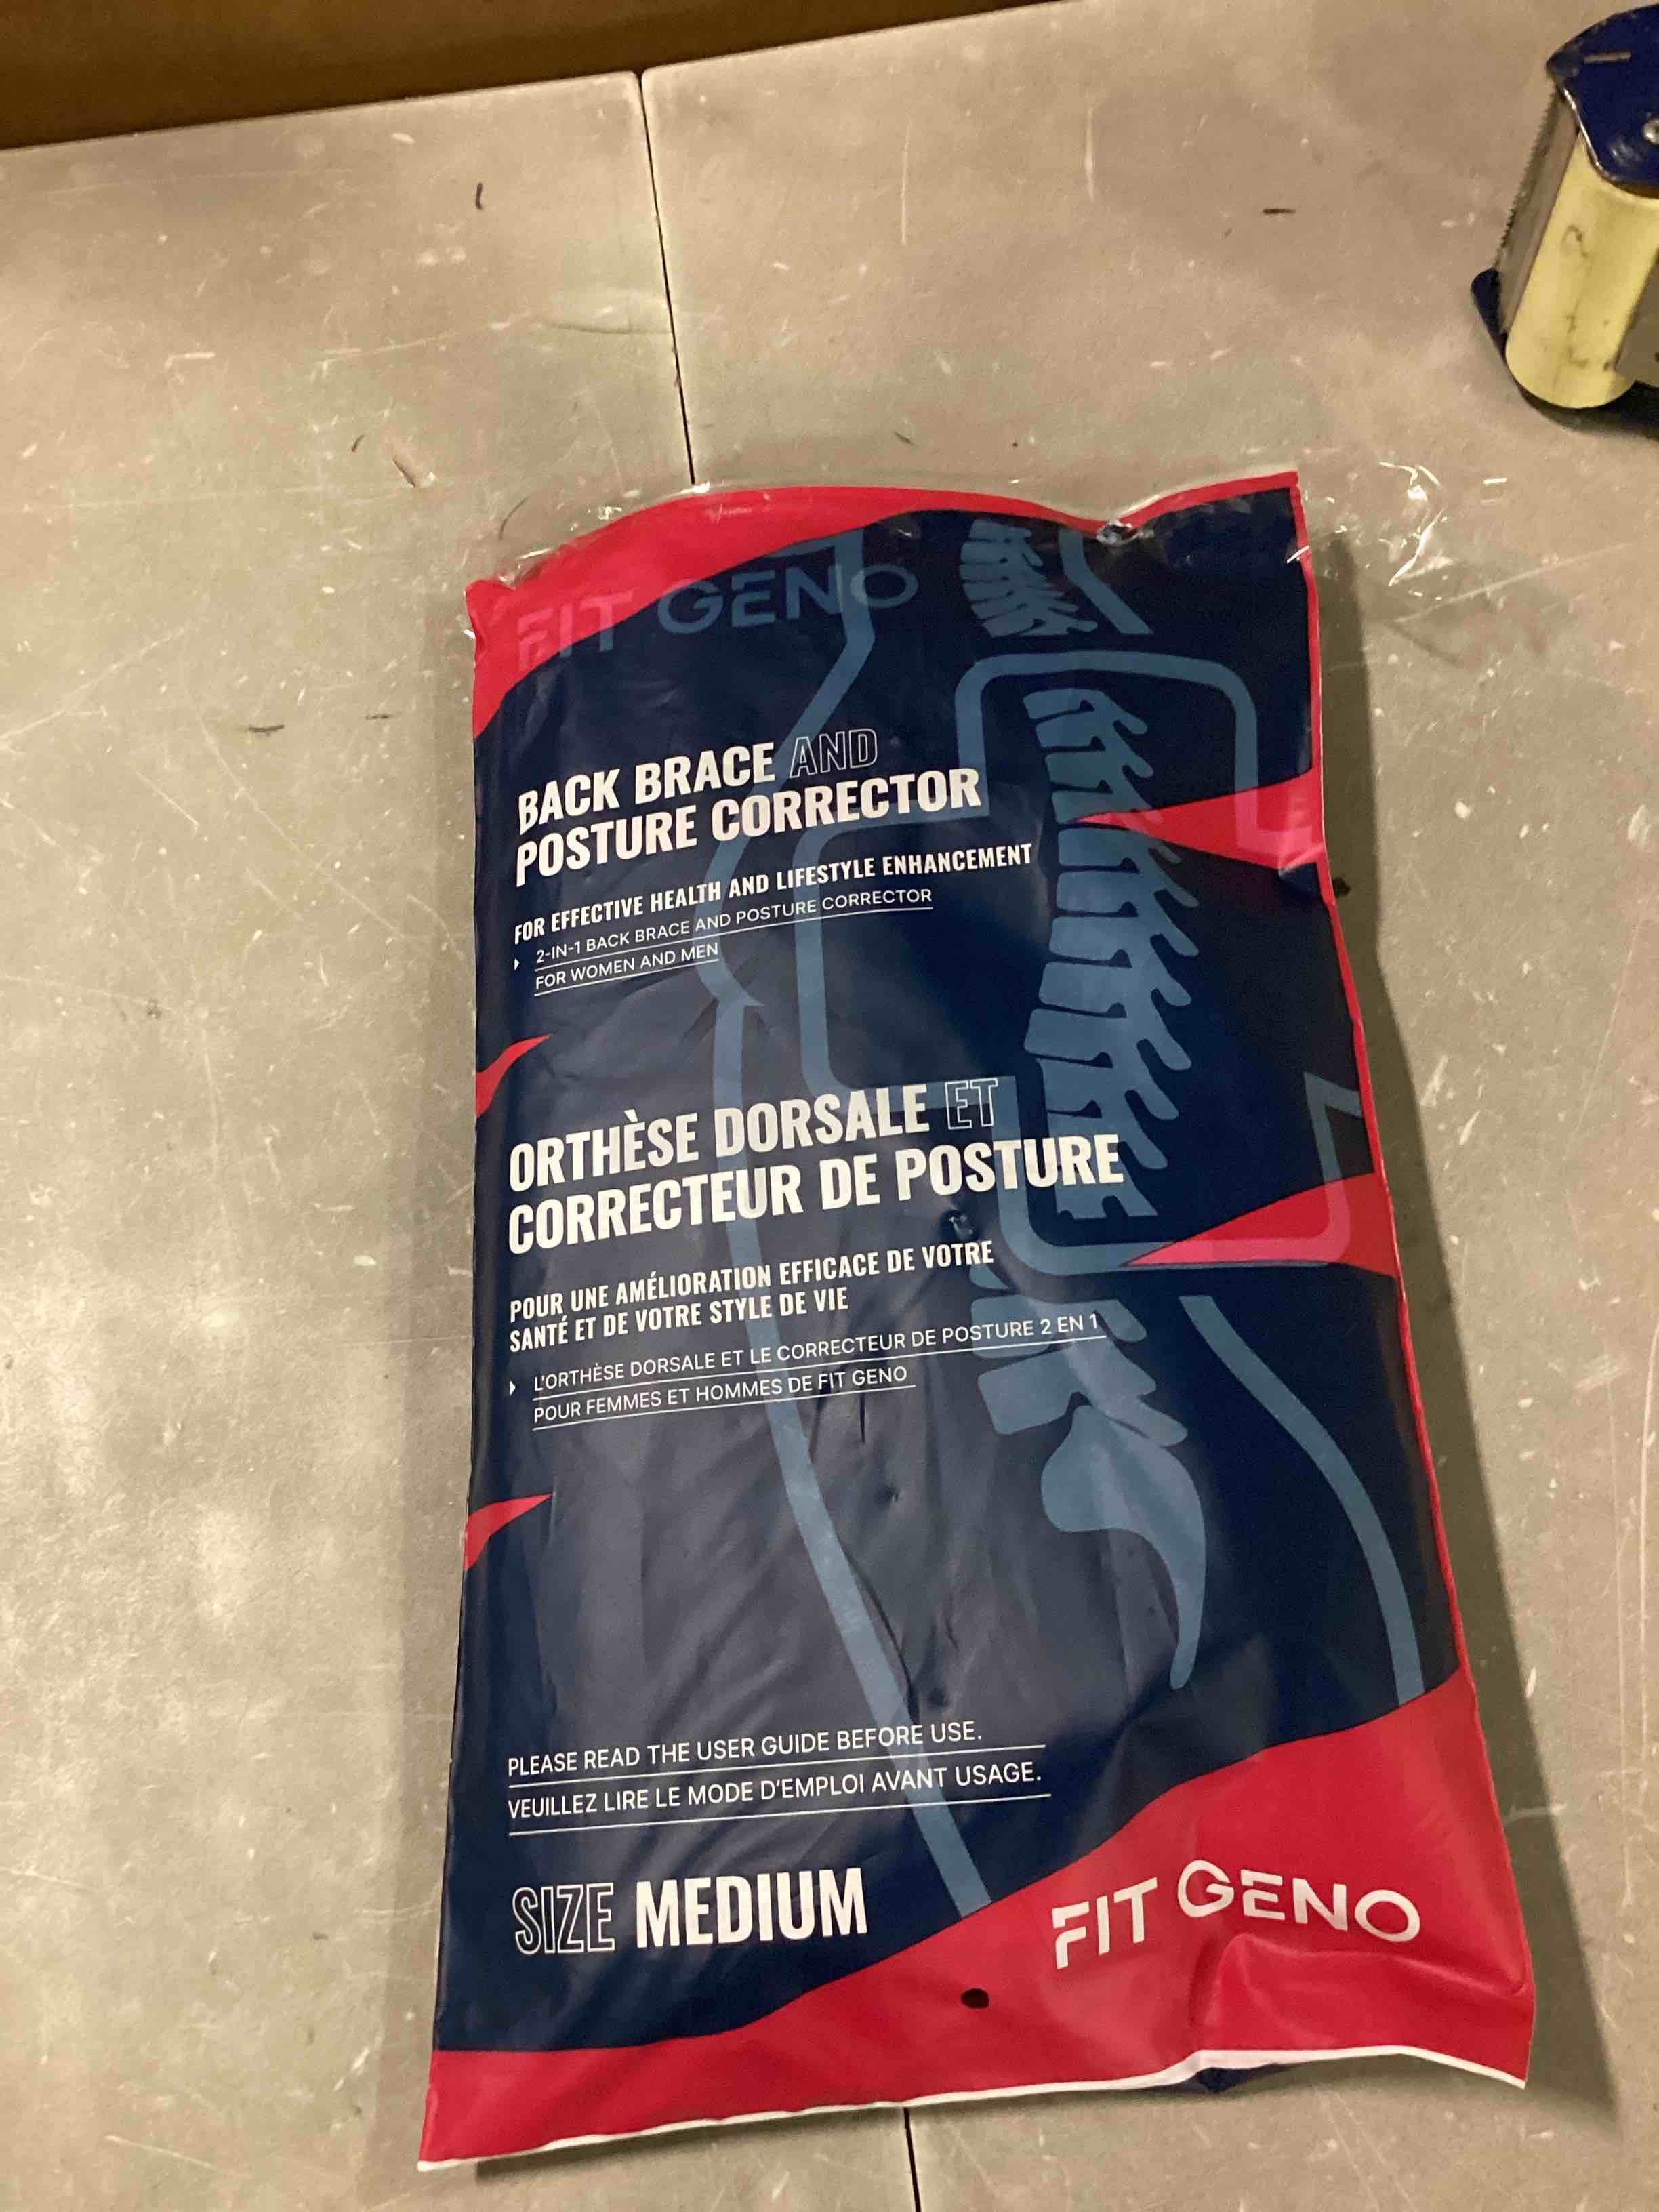 FIT GENO
BACK BRACE AND
POSTURE CORRECTOR
FOR EFFECTIVE HEALTH AND LIFESTYLE ENHANCEMENT
2-IN-1 BACK BRACE AND POSTURE CORRECTOR
FOR WOMEN AND MEN
ORTHÈSE DORSALE ET
CORRECTEUR DE POSTURE
POUR UNE AMÉLIORATION EFFICACE DE VOTRE
SANTÉ ET DE VOTRE STYLE DE VIE
L'ORTHÈSE DORSALE ET LE CORRECTEUR DE POSTURE 2 EN 1
POUR FEMMES ET HOMMES DE FIT GENO
PLEASE READ THE USER GUIDE BEFORE USE.
VEUILLEZ LIRE LE MODE D'EMPLOI AVANT USAGE.
SIZE MEDIUM
FIT GENO